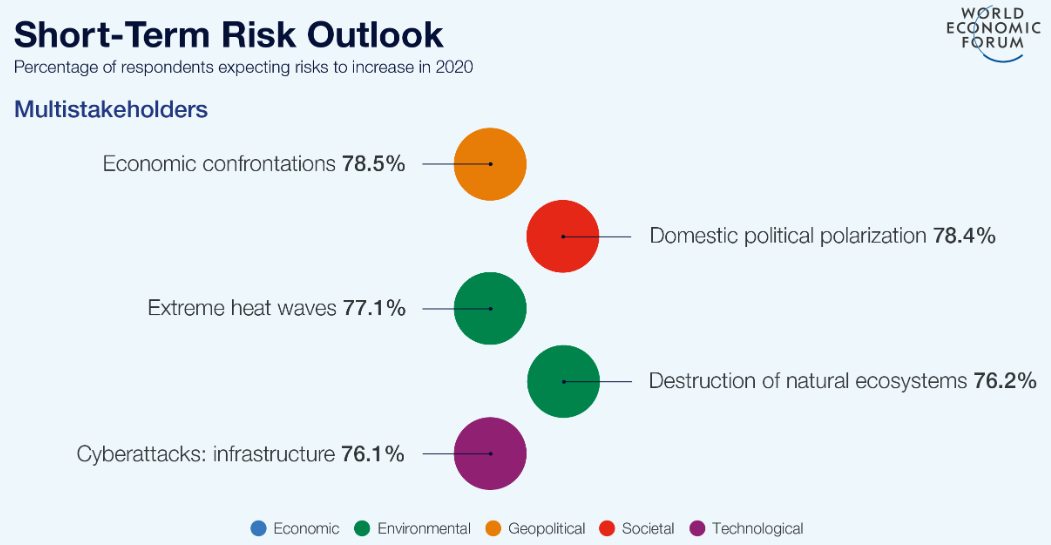 Short-Term Risk Outlook
WORLD
ECONOMIC
FORUM
Percentage of respondents expecting risks to increase in 2020
Multistakeholders
Economic confrontations 78.5%
Domestic political polarization 78.4%
Extreme heat waves 77.1%
Destruction of natural ecosystems 76.2%
Cyberattacks: infrastructure 76.1%
Economic Environmental Geopolitical Societal Technological